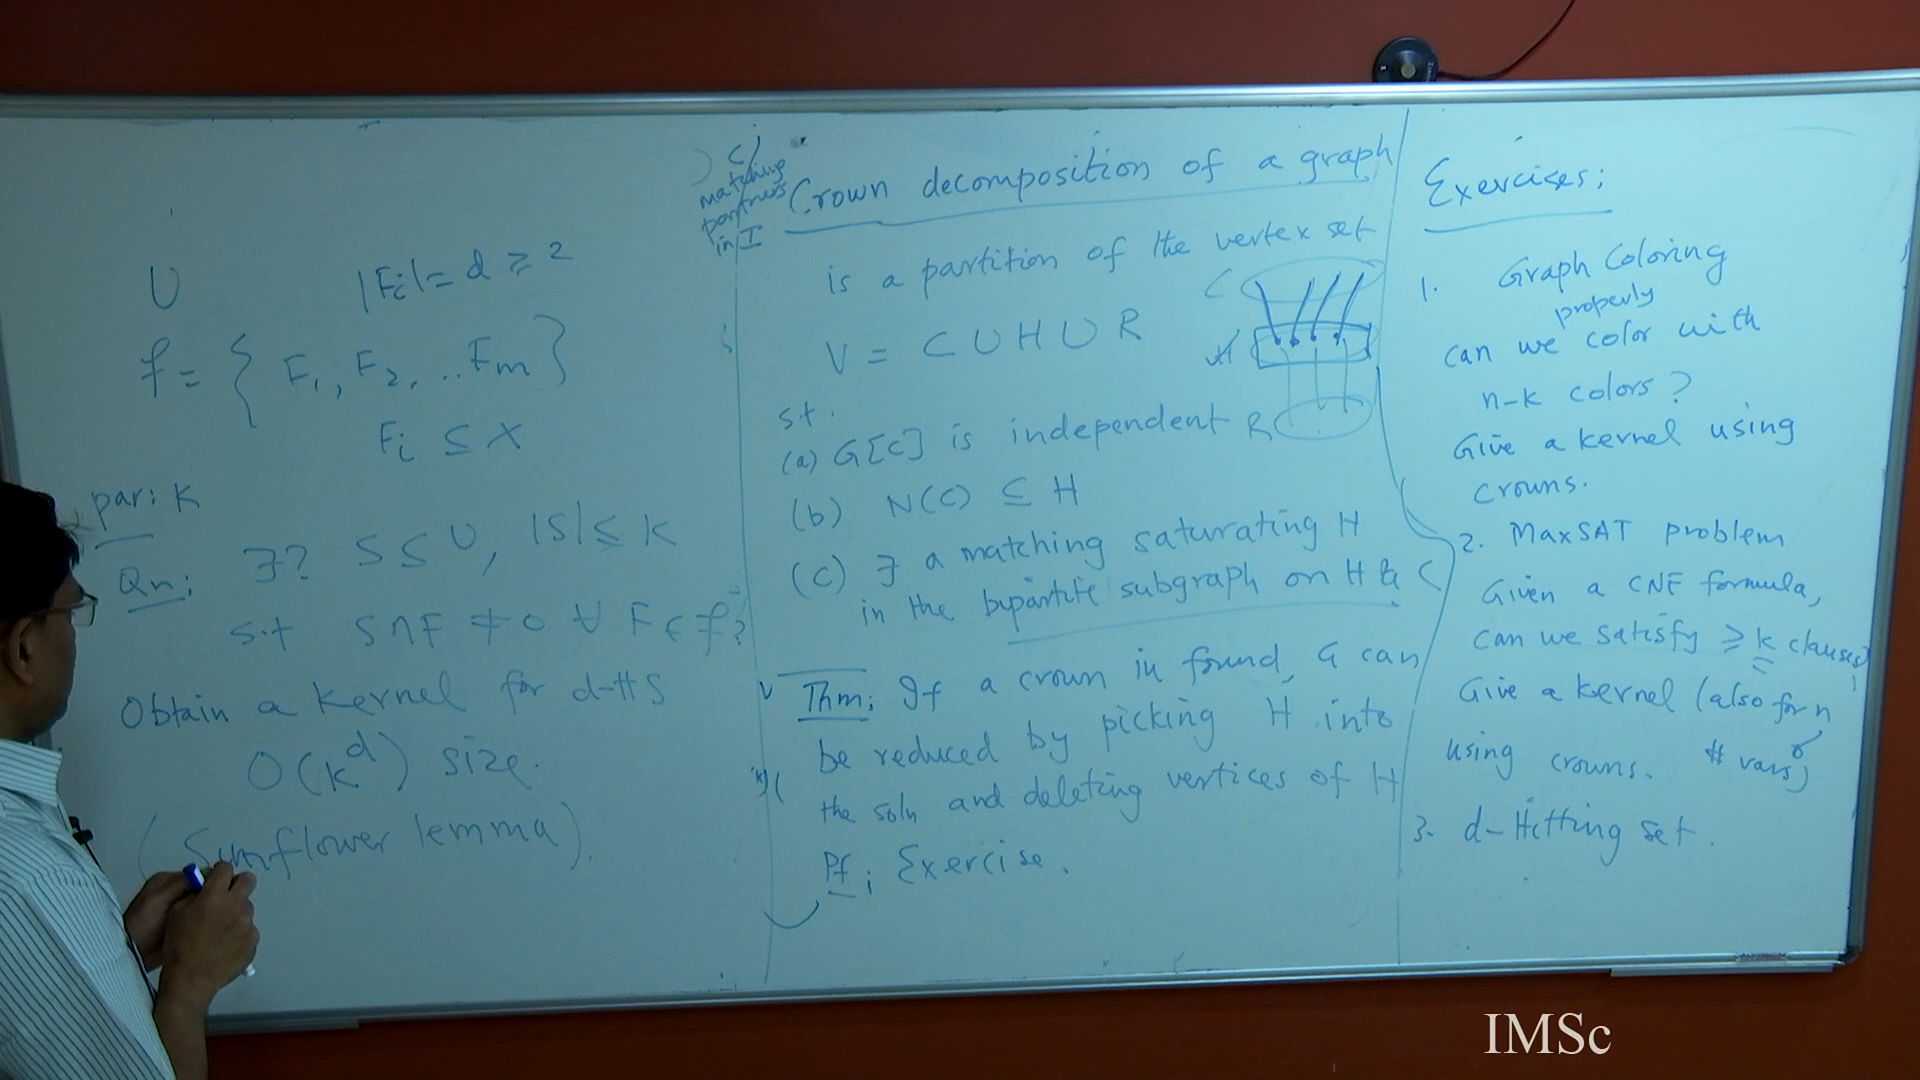 U |Fi| = d ≥ 2
f = { F1, F2, .. Fm }
Fi ⊆ X
par: K
Qn: ∃? S ⊆ U, |S| ≤ K
s.t S ∩ F ≠ 0 ∀ F ∈ f?
Obtain a kernel for d-HS
O(k^d) size.
(Sunflower lemma).
C)
matching
partners
in I
Crown decomposition of a graph
is a partition of the vertex set
V = C ∪ H ∪ R
C
H
R
s.t.
(a) G[C] is independent
(b) N(C) ⊆ H
(c) ∃ a matching saturating H
in the bipartite subgraph on H & C
Thm: If a crown in found, G can
be reduced by picking H into
the soln and deleting vertices of H
Pf: Exercise.
Exercises:
1. Graph Coloring
properly
can we color with
n-k colors?
Give a kernel using
crowns.
2. MaxSAT problem
Given a CNF formula,
can we satisfy ≥ k clauses)
Give a kernel (also for n
using crowns. # vars)
3. d-Hitting set.
IMSc